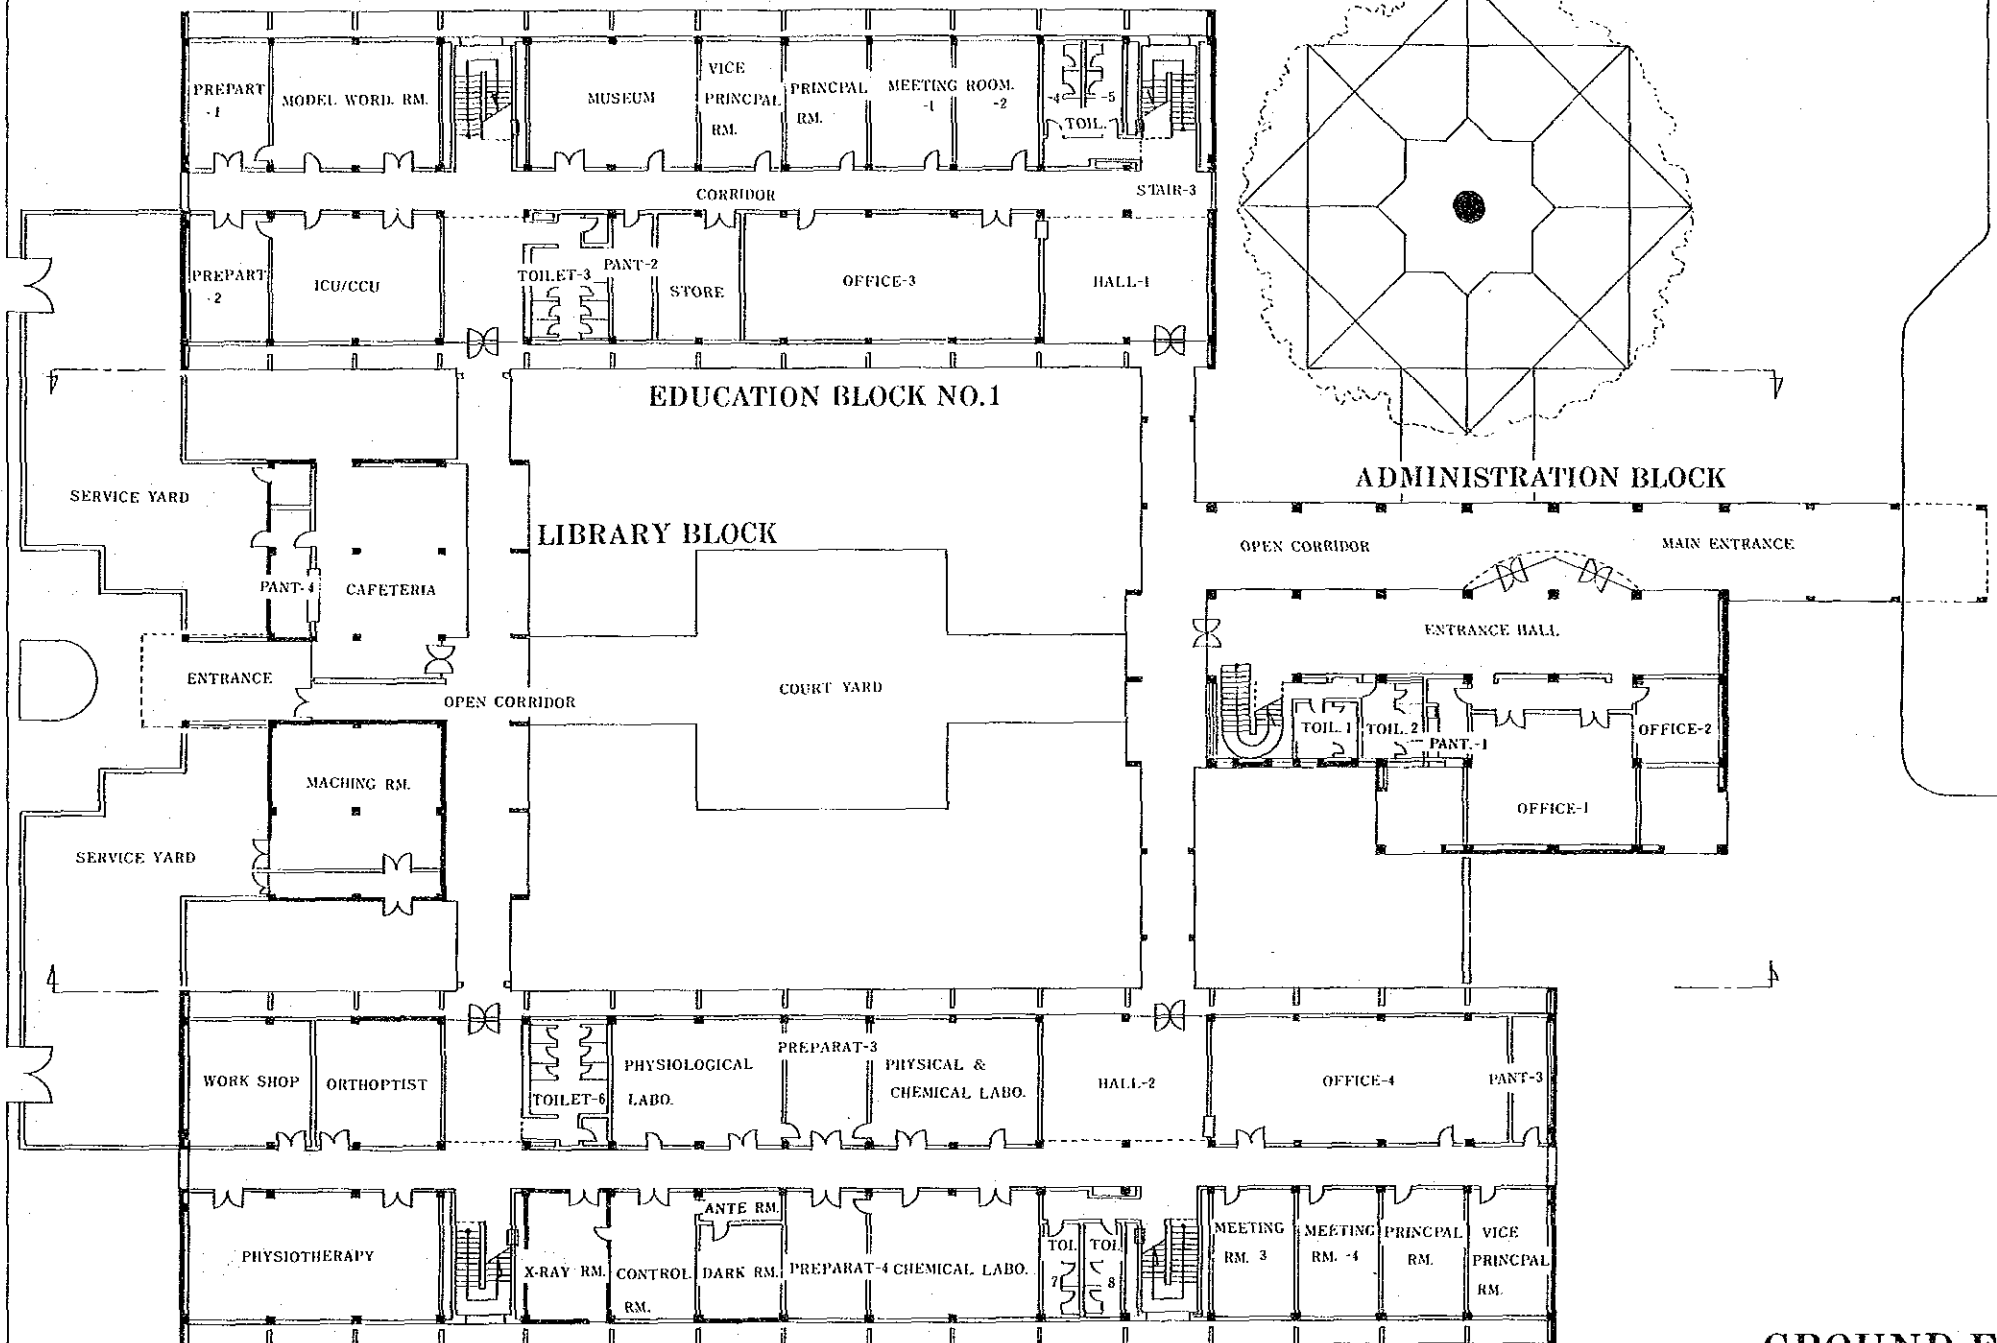 PREPART
-1
MODEL WORD. RM.
MUSEUM
VICE
PRINCPAL
RM.
PRINCPAL
RM.
MEETING ROOM.
-1
-2
-4
-5
TOIL.
CORRIDOR
STAIR-3
PREPART
-2
ICU/CCU
TOILET-3
PANT-2
STORE
OFFICE-3
HALL-1
EDUCATION BLOCK NO.1
ADMINISTRATION BLOCK
SERVICE YARD
LIBRARY BLOCK
OPEN CORRIDOR
MAIN ENTRANCE
PANT-4
CAFETERIA
ENTRANCE HALL
ENTRANCE
COURT YARD
OPEN CORRIDOR
TOIL.1
TOIL.2
PANT.-1
OFFICE-2
MACHING RM.
OFFICE-1
SERVICE YARD
WORK SHOP
ORTHOPTIST
TOILET-6
PHYSIOLOGICAL
LABO.
PREPARAT-3
PHYSICAL &
CHEMICAL LABO.
HALL-2
OFFICE-4
PANT-3
PHYSIOTHERAPY
X-RAY RM.
CONTROL
RM.
ANTE RM.
DARK RM.
PREPARAT-4
CHEMICAL LABO.
TOI.
7
TOI.
8
MEETING
RM. 3
MEETING
RM. -4
PRINCPAL
RM.
VICE
PRINCPAL
RM.
GROUND F